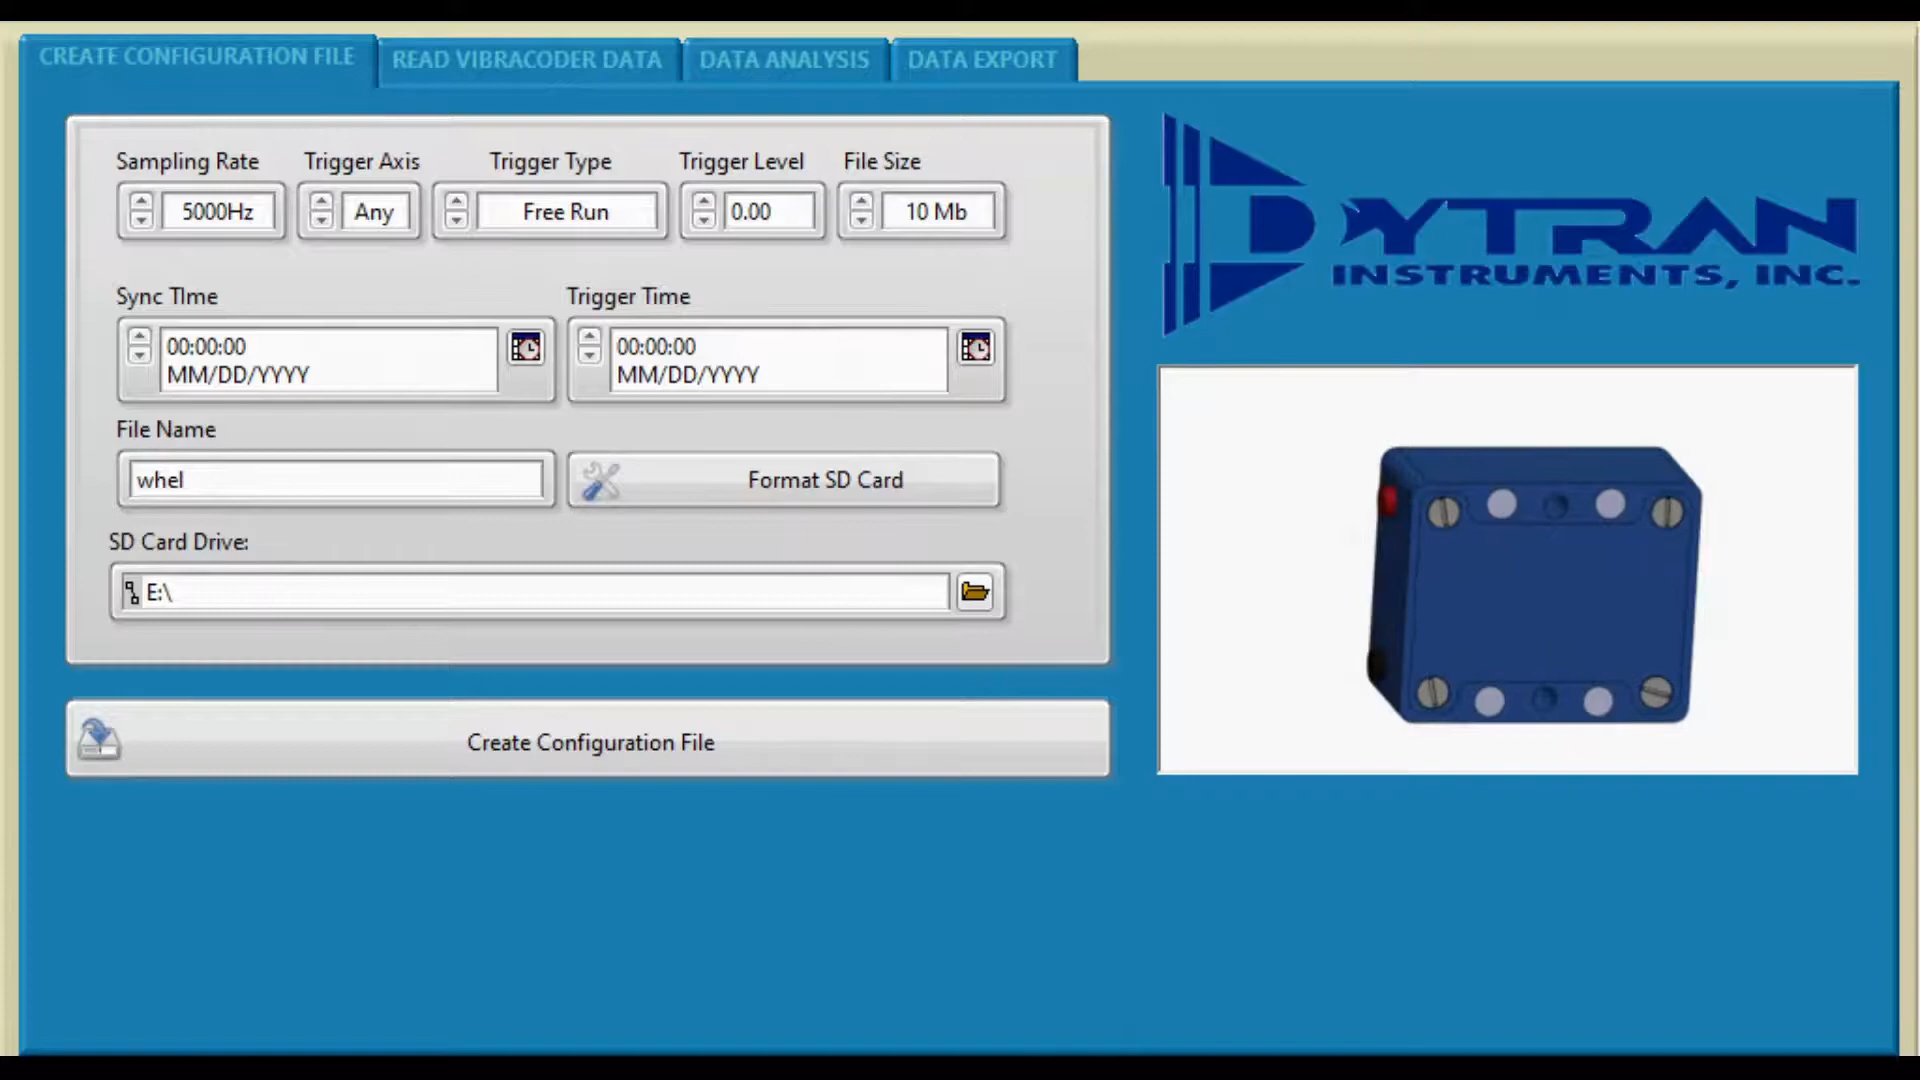 CREATE CONFIGURATION FILE
READ VIBRACODER DATA
DATA ANALYSIS
DATA EXPORT
Sampling Rate
Trigger Axis
Trigger Type
Trigger Level
File Size
5000Hz
Any
Free Run
0.00
10 Mb
Sync TIme
Trigger Time
00:00:00
MM/DD/YYYY
00:00:00
MM/DD/YYYY
File Name
whel
Format SD Card
SD Card Drive:
E:\
Create Configuration File
DYTRAN
INSTRUMENTS, INC.